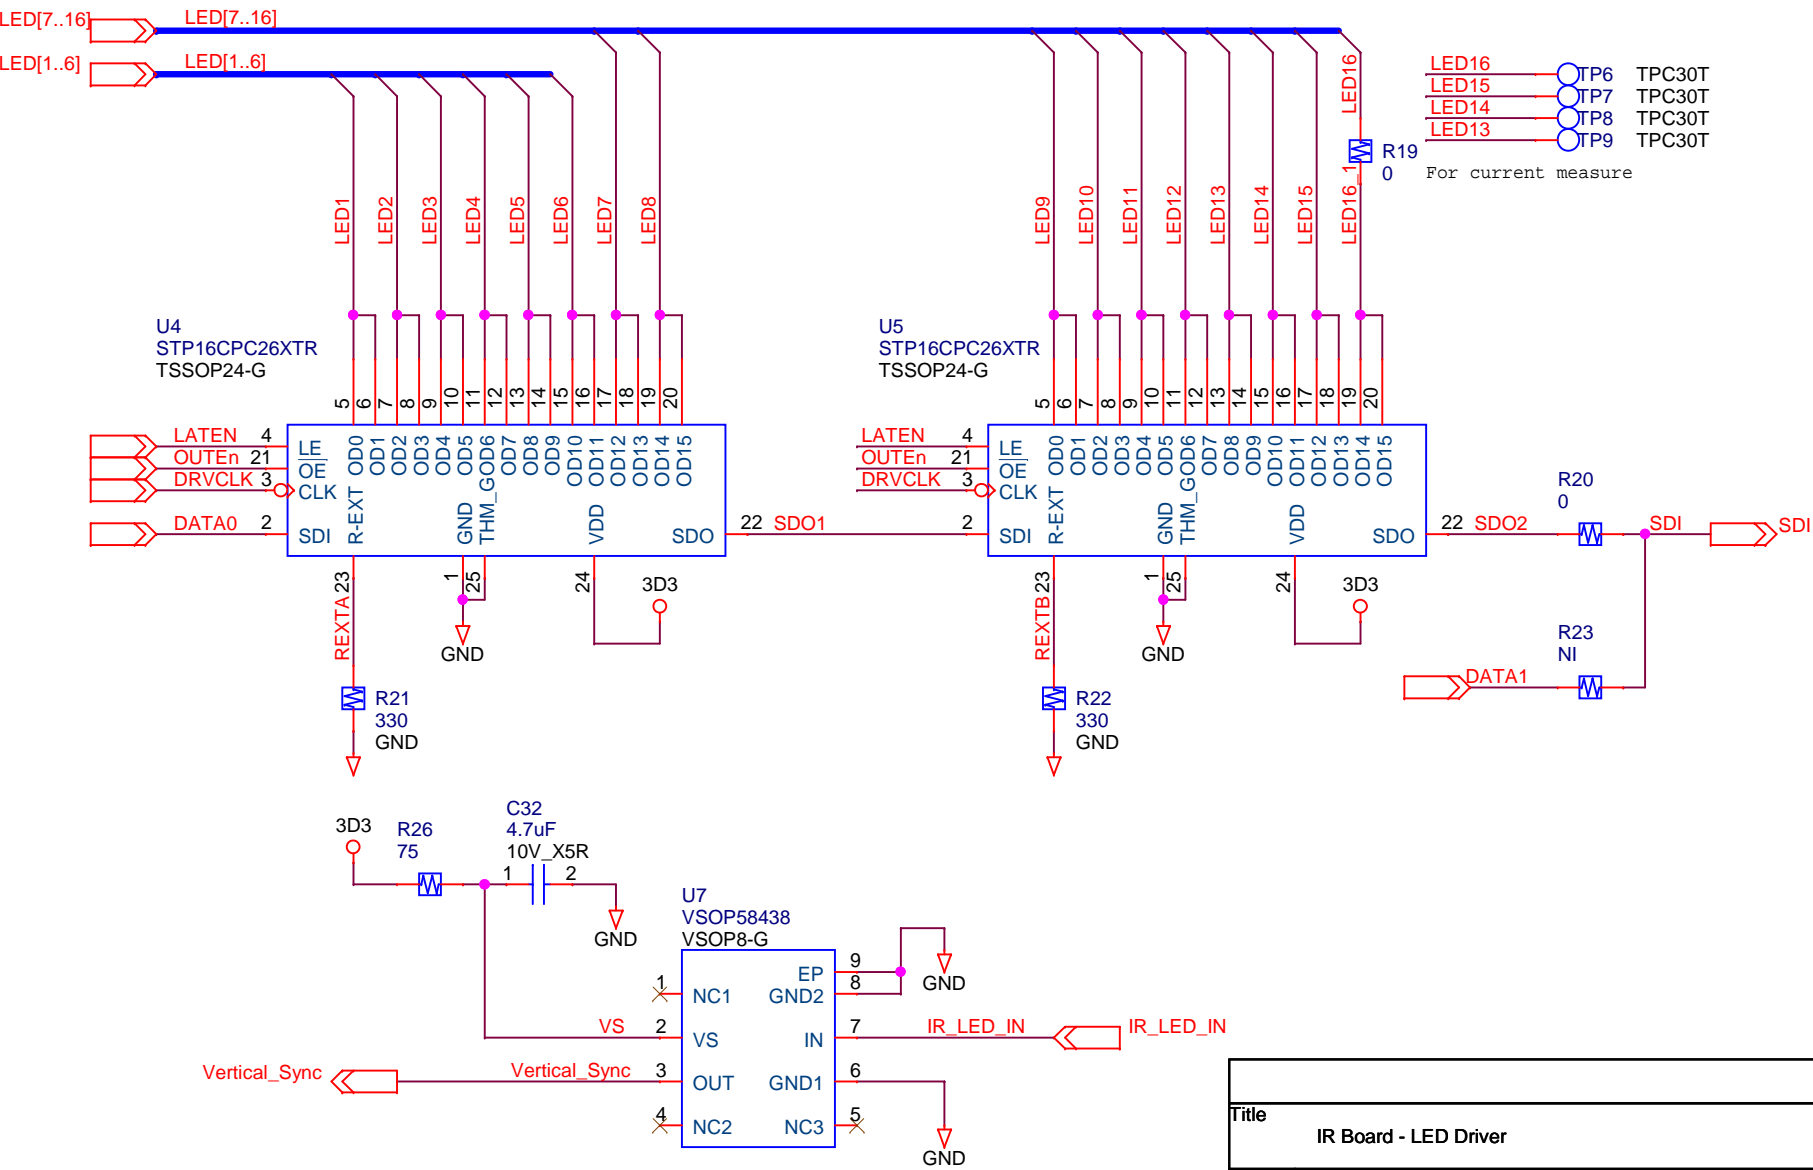 LED[7..16] LED[7..16]
LED[1..6] LED[1..6]
LED16
LED16 TP6 TPC30T
LED15 TP7 TPC30T
LED14 TP8 TPC30T
LED13 TP9 TPC30T
For current measure
R19
0
LED16_1
LED1 LED2 LED3 LED4 LED5 LED6 LED7 LED8
LED9 LED10 LED11 LED12 LED13 LED14 LED15
U4
STP16CPC26XTR
TSSOP24-G
5 6 7 8 9 10 11 12 13 14 15 16 17 18 19 20
OD0 OD1 OD2 OD3 OD4 OD5 OD6 OD7 OD8 OD9 OD10 OD11 OD12 OD13 OD14 OD15
LATEN 4 LE
OUTEn 21 OE
DRVCLK 3 CLK
DATA0 2 SDI
R-EXT GND THM_G VDD SDO
22 SDO1
23 1 25 24
REXTA
GND
3D3
R21
330
GND
U5
STP16CPC26XTR
TSSOP24-G
5 6 7 8 9 10 11 12 13 14 15 16 17 18 19 20
OD0 OD1 OD2 OD3 OD4 OD5 OD6 OD7 OD8 OD9 OD10 OD11 OD12 OD13 OD14 OD15
LATEN 4 LE
OUTEn 21 OE
DRVCLK 3 CLK
2 SDI
R-EXT GND THM_G VDD SDO
22 SDO2
23 1 25 24
REXTB
GND
3D3
R22
330
GND
R20
0
SDI SDI
R23
NI
DATA1
3D3
R26
75
C32
4.7uF
10V_X5R
1 2
GND
U7
VSOP58438
VSOP8-G
1 NC1
VS 2 VS
Vertical_Sync Vertical_Sync 3 OUT
4 NC2
EP 9
GND2 8
GND
IN 7 IR_LED_IN IR_LED_IN
GND1 6
NC3 5
GND
Title
IR Board - LED Driver